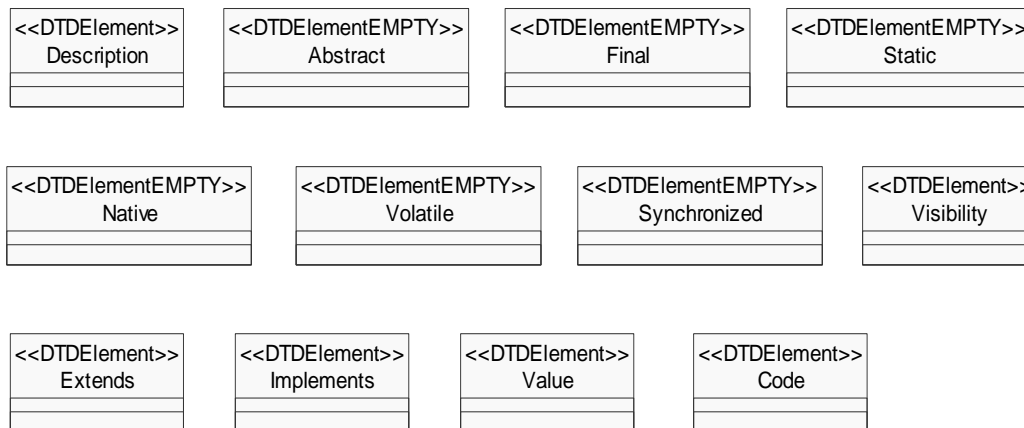 <<DTDElement>>
Description
<<DTDElementEMPTY>>
Abstract
<<DTDElementEMPTY>>
Final
<<DTDElementEMPTY>>
Static
<<DTDElementEMPTY>>
Native
<<DTDElementEMPTY>>
Volatile
<<DTDElementEMPTY>>
Synchronized
<<DTDElement>>
Visibility
<<DTDElement>>
Extends
<<DTDElement>>
Implements
<<DTDElement>>
Value
<<DTDElement>>
Code